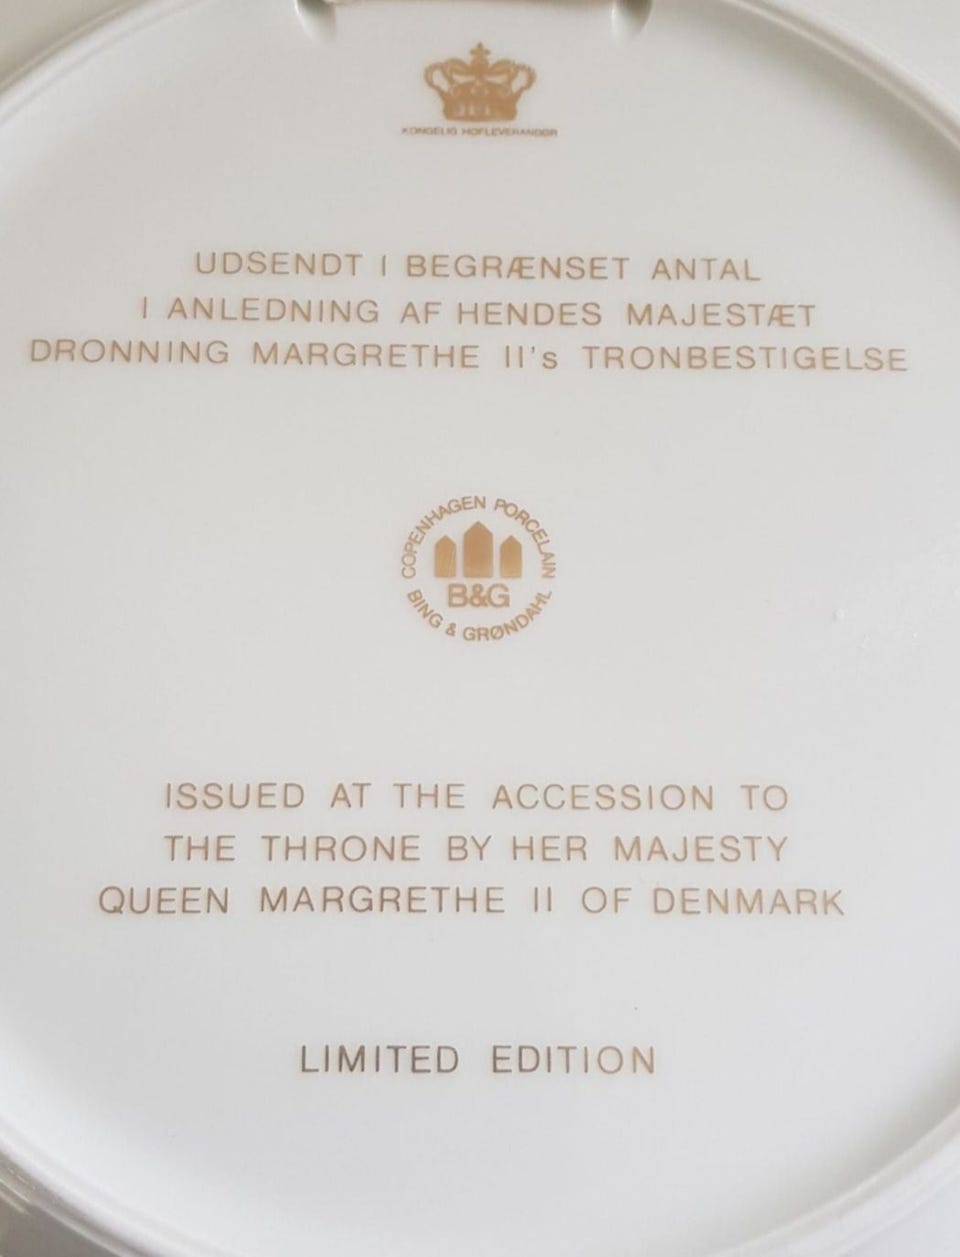 KONGELIG HOFLEVERANDØR
UDSENDT I BEGRÆNSET ANTAL
I ANLEDNING AF HENDES MAJESTÆT
DRONNING MARGRETHE II's TRONBESTIGELSE
COPENHAGEN PORCELAIN
B&G
BING & GRØNDAHL
ISSUED AT THE ACCESSION TO
THE THRONE BY HER MAJESTY
QUEEN MARGRETHE II OF DENMARK
LIMITED EDITION